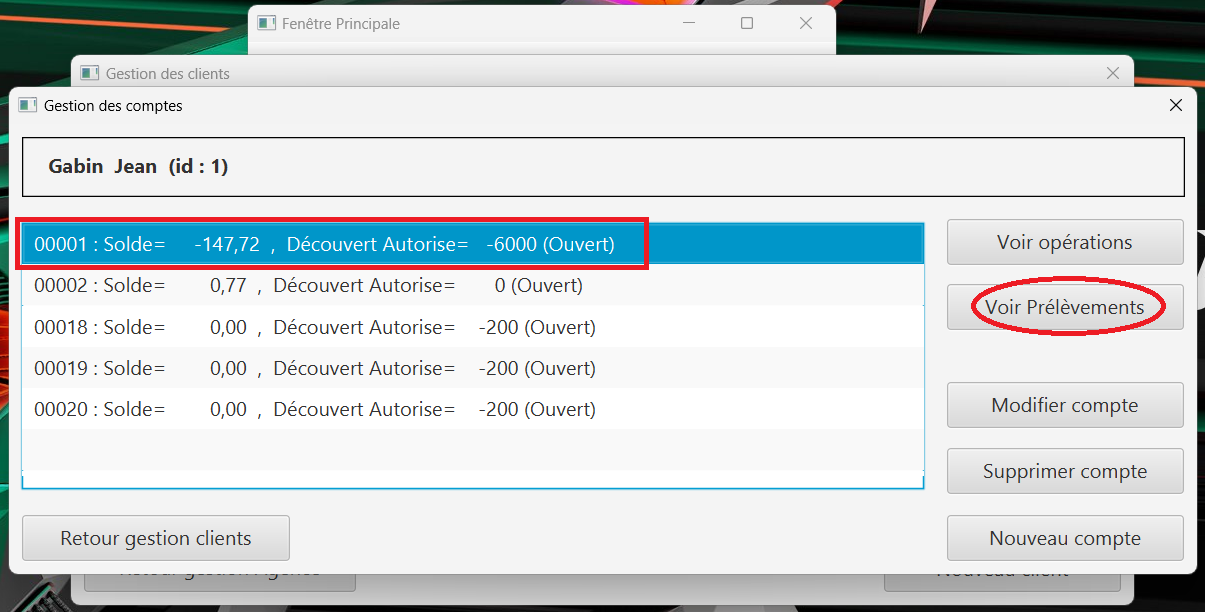 Fenêtre Principale
Gestion des clients
Gestion des comptes
Gabin Jean (id : 1)
00001 : Solde= -147,72 , Découvert Autorise= -6000 (Ouvert)
00002 : Solde= 0,77 , Découvert Autorise= 0 (Ouvert)
00018 : Solde= 0,00 , Découvert Autorise= -200 (Ouvert)
00019 : Solde= 0,00 , Découvert Autorise= -200 (Ouvert)
00020 : Solde= 0,00 , Découvert Autorise= -200 (Ouvert)
Voir opérations
Voir Prélèvements
Modifier compte
Supprimer compte
Retour gestion clients
Nouveau compte
Retour gestion Agence
Nouveau client